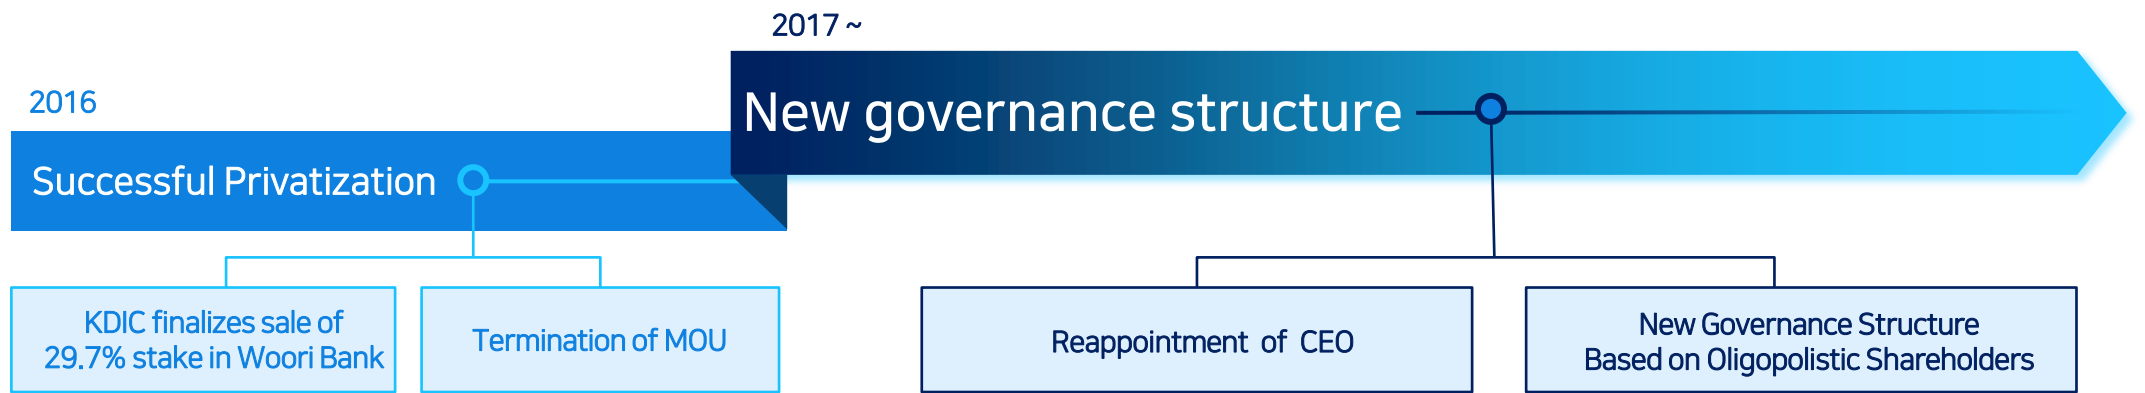 2017 ~
New governance structure
2016
Successful Privatization
KDIC finalizes sale of
29.7% stake in Woori Bank
Termination of MOU
Reappointment of CEO
New Governance Structure
Based on Oligopolistic Shareholders